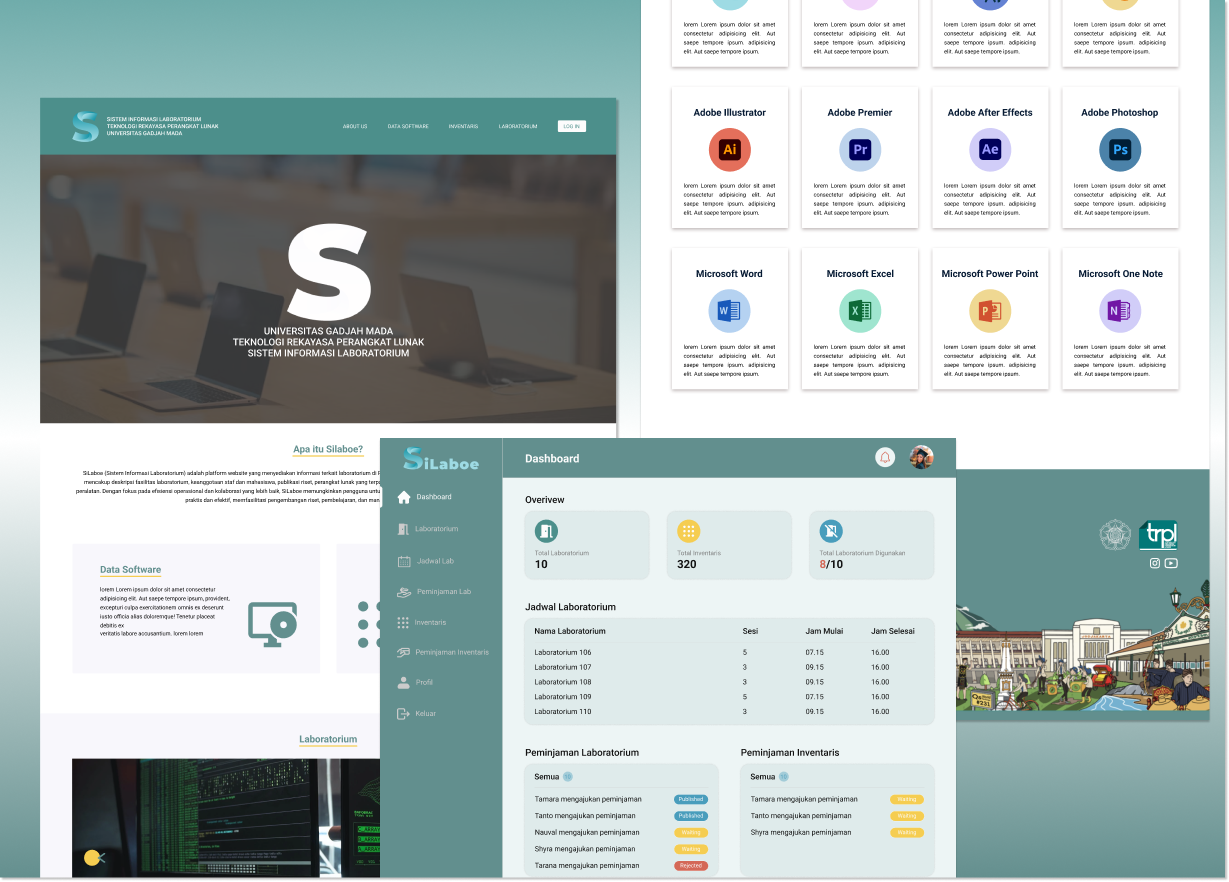 SISTEM INFORMASI LABORATORIUM
TEKNOLOGI REKAYASA PERANGKAT LUNAK
UNIVERSITAS GADJAH MADA
ABOUT US
DATA SOFTWARE
INVENTARIS
LABORATORIUM
LOG IN
S
UNIVERSITAS GADJAH MADA
TEKNOLOGI REKAYASA PERANGKAT LUNAK
SISTEM INFORMASI LABORATORIUM
Apa itu Silaboe?
SiLaboe (Sistem Informasi Laboratorium) adalah platform website yang menyediakan informasi terkait laboratorium di
mencakup deskripsi fasilitas laboratorium, keanggotaan staf dan mahasiswa, publikasi riset, perangkat lunak yang
peralatan. Dengan fokus pada efisiensi operasional dan kolaborasi yang lebih baik, SiLaboe memungkinkan pengguna
praktis dan efektif, memfasilitasi pengembangan riset, pembelajaran, dan
Data Software
lorem Lorem ipsum dolor sit amet consectetur
adipisicing elit. Aut saepe tempore ipsum, provident,
excepturi culpa exercitationem omnis ex deserunt
iusto officia alias doloremque! Tenetur placeat
debitis ex
veritatis labore accusantium. lorem lorem
Laboratorium
lorem Lorem ipsum dolor sit amet
consectetur adipisicing elit. Aut
saepe tempore ipsum. adipisicing
elit. Aut saepe tempore ipsum.
lorem Lorem ipsum dolor sit amet
consectetur adipisicing elit. Aut
saepe tempore ipsum. adipisicing
elit. Aut saepe tempore ipsum.
lorem Lorem ipsum dolor sit amet
consectetur adipisicing elit. Aut
saepe tempore ipsum. adipisicing
elit. Aut saepe tempore ipsum.
lorem Lorem ipsum dolor sit amet
consectetur adipisicing elit. Aut
saepe tempore ipsum. adipisicing
elit. Aut saepe tempore ipsum.
Adobe Illustrator
Ai
lorem Lorem ipsum dolor sit amet
consectetur adipisicing elit. Aut
saepe tempore ipsum. adipisicing
elit. Aut saepe tempore ipsum.
Adobe Premier
Pr
lorem Lorem ipsum dolor sit amet
consectetur adipisicing elit. Aut
saepe tempore ipsum. adipisicing
elit. Aut saepe tempore ipsum.
Adobe After Effects
Ae
lorem Lorem ipsum dolor sit amet
consectetur adipisicing elit. Aut
saepe tempore ipsum. adipisicing
elit. Aut saepe tempore ipsum.
Adobe Photoshop
Ps
lorem Lorem ipsum dolor sit amet
consectetur adipisicing elit. Aut
saepe tempore ipsum. adipisicing
elit. Aut saepe tempore ipsum.
Microsoft Word
W
lorem Lorem ipsum dolor sit amet
consectetur adipisicing elit. Aut
saepe tempore ipsum. adipisicing
elit. Aut saepe tempore ipsum.
Microsoft Excel
X
lorem Lorem ipsum dolor sit amet
consectetur adipisicing elit. Aut
saepe tempore ipsum. adipisicing
elit. Aut saepe tempore ipsum.
Microsoft Power Point
P
lorem Lorem ipsum dolor sit amet
consectetur adipisicing elit. Aut
saepe tempore ipsum. adipisicing
elit. Aut saepe tempore ipsum.
Microsoft One Note
N
lorem Lorem ipsum dolor sit amet
consectetur adipisicing elit. Aut
saepe tempore ipsum. adipisicing
elit. Aut saepe tempore ipsum.
SiLaboe
Dashboard
Laboratorium
Jadwal Lab
Peminjaman Lab
Inventaris
Peminjaman Inventaris
Profil
Keluar
Dashboard
Overivew
Total Laboratorium
10
Total Inventaris
320
Total Laboratorium Digunakan
8/10
Jadwal Laboratorium
Nama Laboratorium Sesi Jam Mulai Jam Selesai
Laboratorium 106 5 07.15 16.00
Laboratorium 107 3 09.15 16.00
Laboratorium 108 3 09.15 16.00
Laboratorium 109 5 07.15 16.00
Laboratorium 110 3 09.15 16.00
Peminjaman Laboratorium
Semua
Tamara mengajukan peminjaman Published
Tanto mengajukan peminjaman Published
Nauval mengajukan peminjaman Waiting
Shyra mengajukan peminjaman Waiting
Tarana mengajukan peminjaman Rejected
Peminjaman Inventaris
Semua
Tamara mengajukan peminjaman Waiting
Tanto mengajukan peminjaman Waiting
Shyra mengajukan peminjaman Waiting
trpl